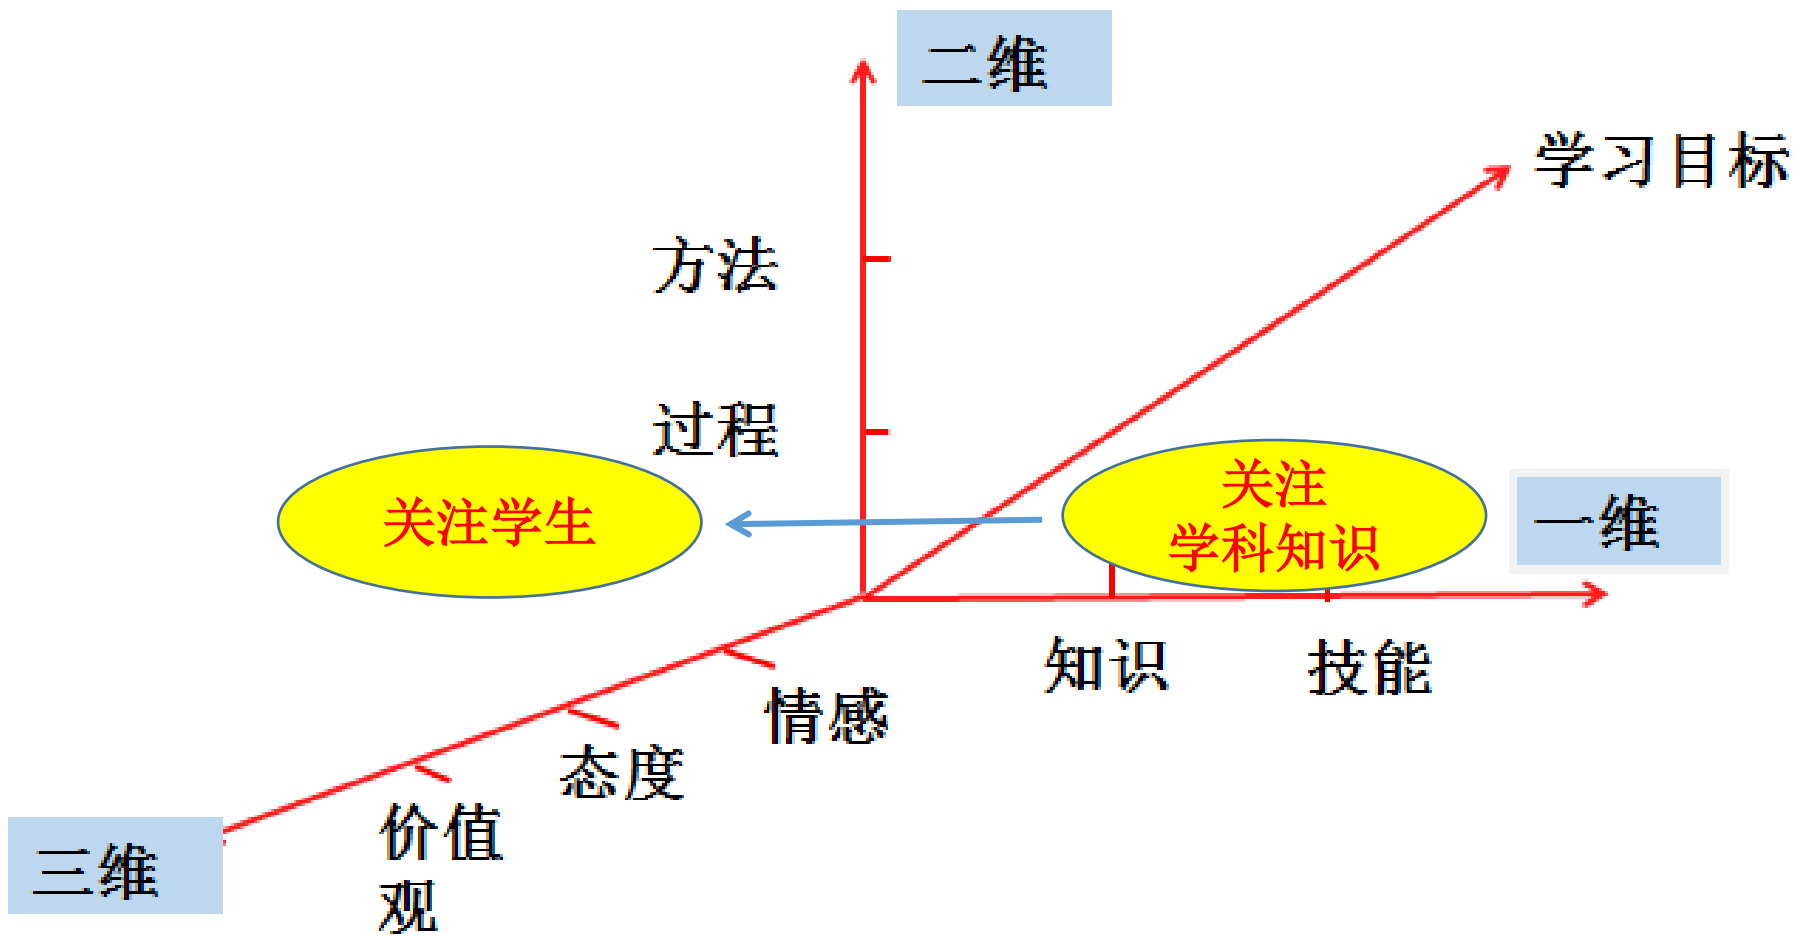 二维
学习目标
方法
过程
关注学生
关注
学科知识
一维
知识
技能
情感
态度
价值
观
三维